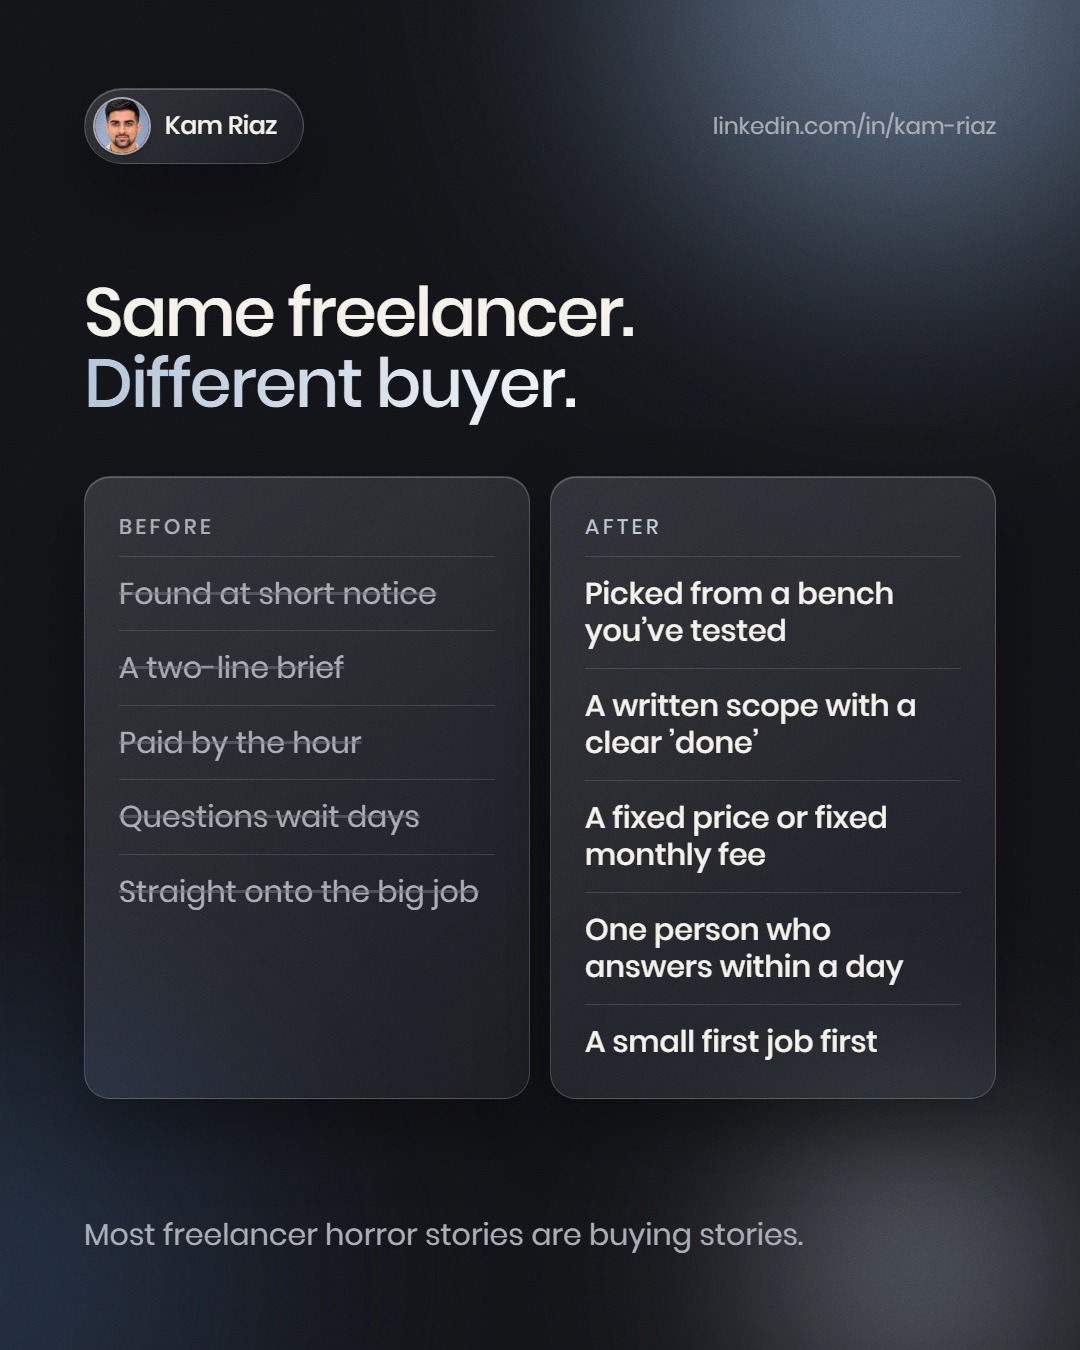 Kam Riaz
linkedin.com/in/kam-riaz
Same freelancer.
Different buyer.
BEFORE
Found at short notice
A two-line brief
Paid by the hour
Questions wait days
Straight onto the big job
AFTER
Picked from a bench
you’ve tested
A written scope with a
clear ’done’
A fixed price or fixed
monthly fee
One person who
answers within a day
A small first job first
Most freelancer horror stories are buying stories.